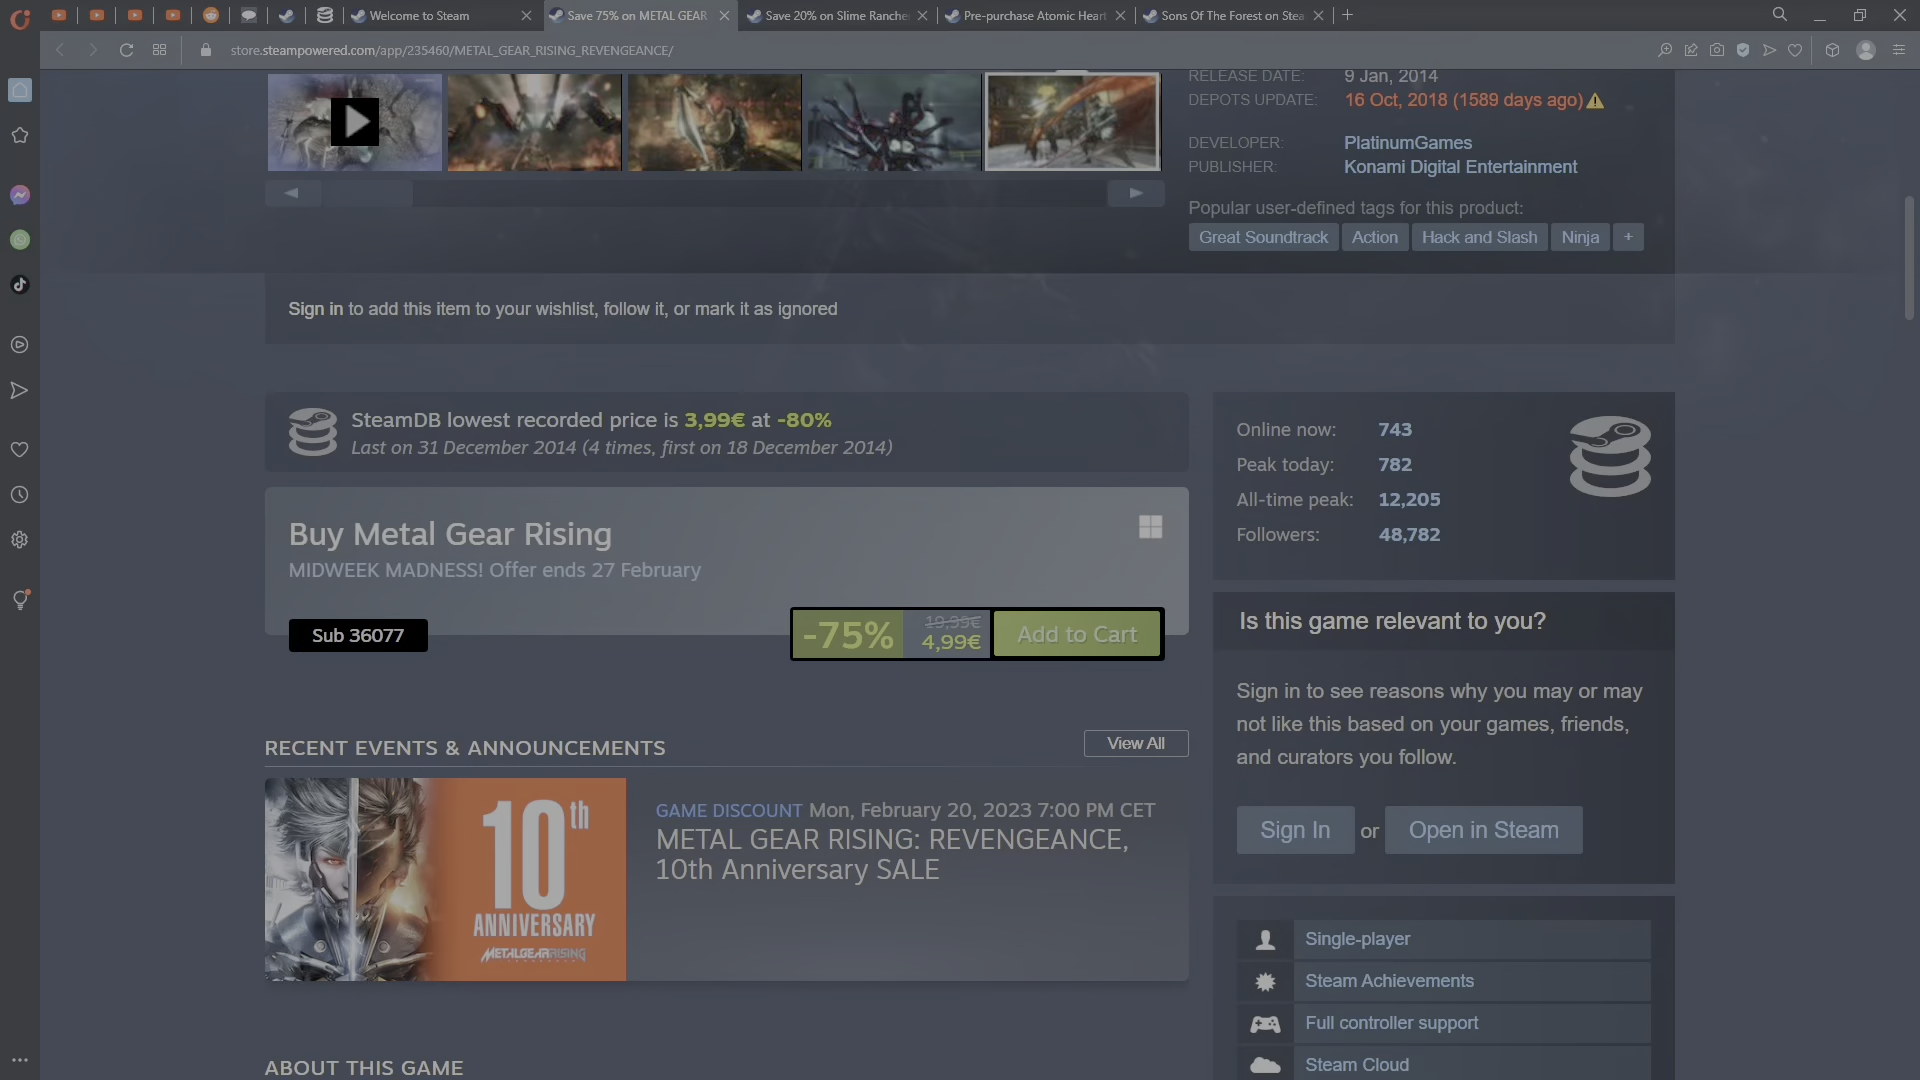 Welcome to Steam
Save 75% on METAL GEAR
Save 20% on Slime Ranche
Pre-purchase Atomic Heart
Sons Of The Forest on Stea
store.steampowered.com/app/235460/METAL_GEAR_RISING_REVENGEANCE/
RELEASE DATE: 9 Jan, 2014
DEPOTS UPDATE: 16 Oct, 2018 (1589 days ago)
DEVELOPER: PlatinumGames
PUBLISHER: Konami Digital Entertainment
Popular user-defined tags for this product:
Great Soundtrack Action Hack and Slash Ninja +
Sign in to add this item to your wishlist, follow it, or mark it as ignored
SteamDB lowest recorded price is 3,99€ at -80%
Last on 31 December 2014 (4 times, first on 18 December 2014)
Online now: 743
Peak today: 782
All-time peak: 12,205
Followers: 48,782
Buy Metal Gear Rising
MIDWEEK MADNESS! Offer ends 27 February
Sub 36077
-75%
19,99€
4,99€
Add to Cart
Is this game relevant to you?
Sign in to see reasons why you may or may
not like this based on your games, friends,
and curators you follow.
Sign In or Open in Steam
RECENT EVENTS & ANNOUNCEMENTS
View All
10th
ANNIVERSARY
METAL GEAR RISING
GAME DISCOUNT Mon, February 20, 2023 7:00 PM CET
METAL GEAR RISING: REVENGEANCE,
10th Anniversary SALE
Single-player
Steam Achievements
Full controller support
Steam Cloud
ABOUT THIS GAME